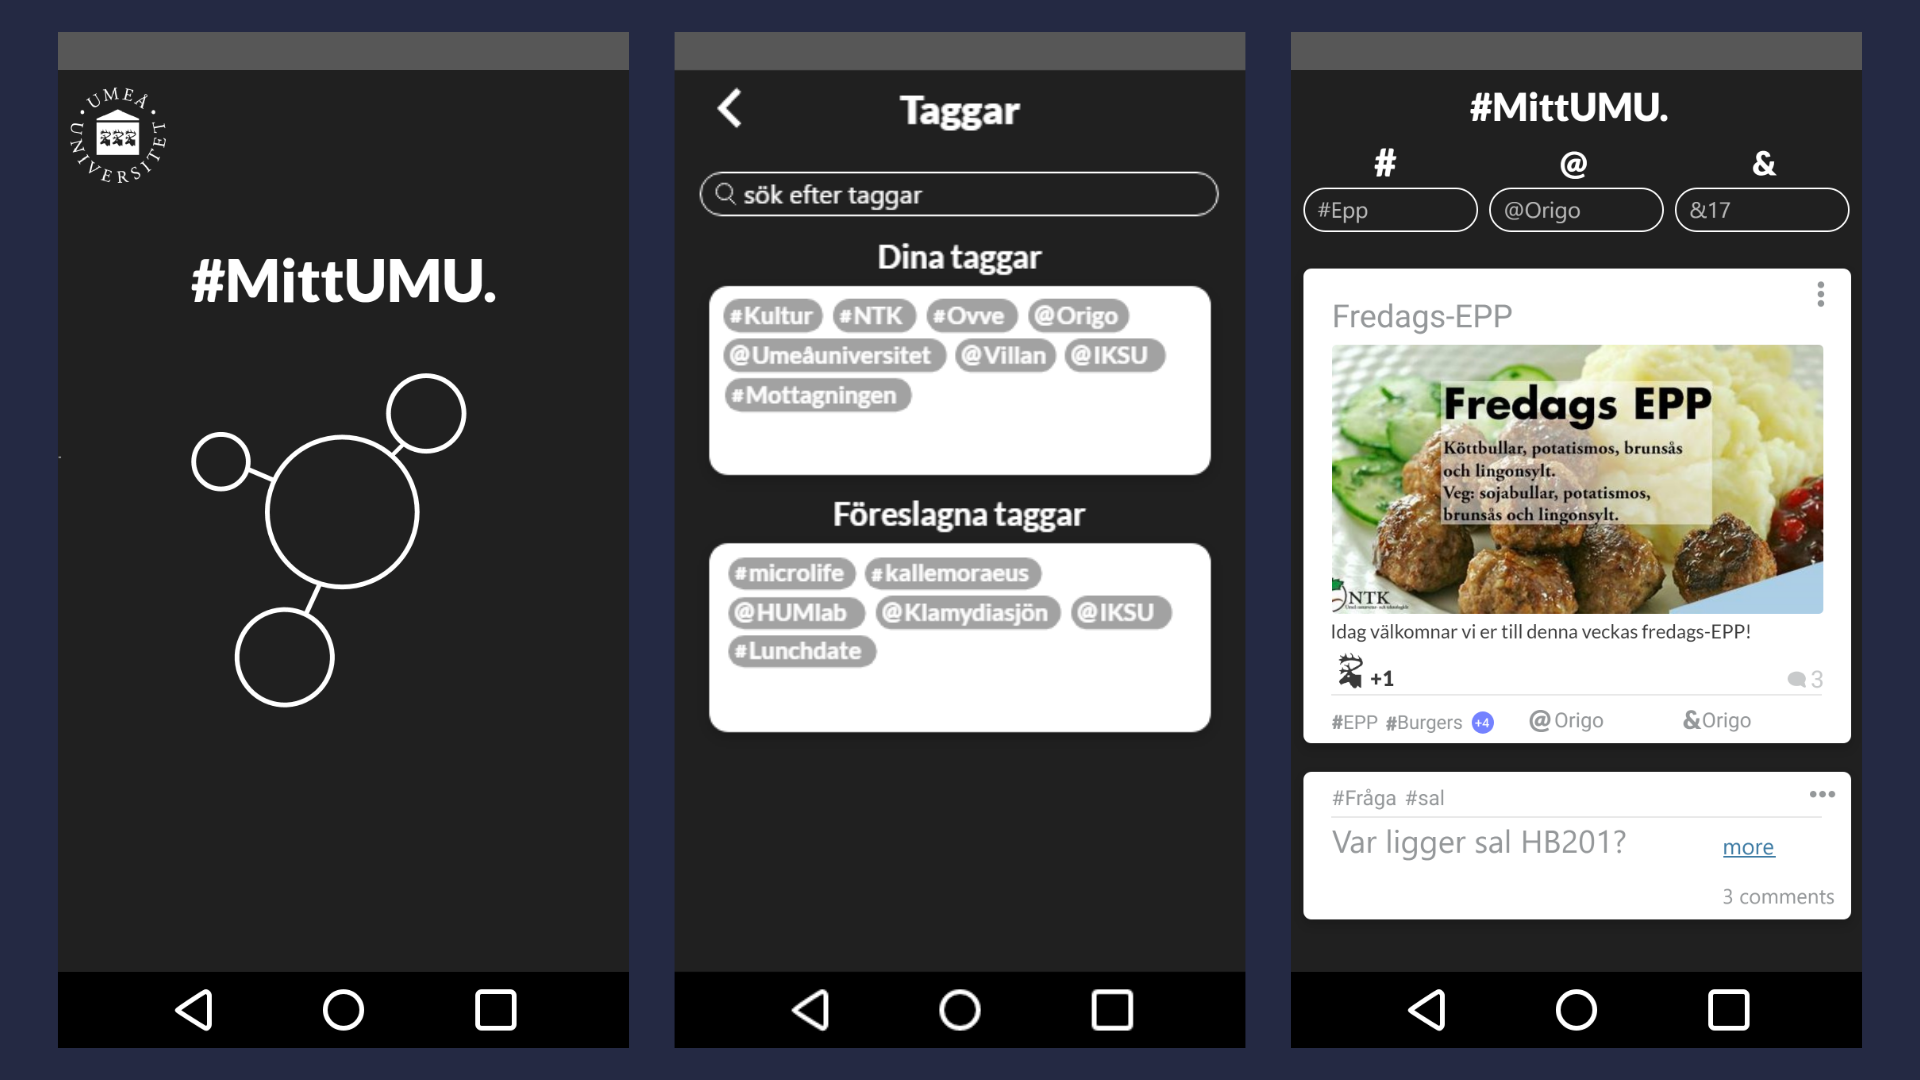 UMEÅ UNIVERSITET
#MittUMU.
Taggar
sök efter taggar
Dina taggar
#Kultur #NTK #Ovve @Origo
@Umeåuniversitet @Villan @IKSU
#Mottagningen
Föreslagna taggar
#microlife #kallemoraeus
@HUMlab @Klamydiasjön @IKSU
#Lunchdate
#MittUMU.
# @ &
#Epp @Origo &17
Fredags-EPP
Fredags EPP
Köttbullar, potatismos, brunsås
och lingonsylt.
Veg: sojabullar, potatismos,
brunsås och lingonsylt.
NTK
Idag välkomnar vi er till denna veckas fredags-EPP!
+1 3
#EPP #Burgers +4 @Origo &Origo
#Fråga #sal
Var ligger sal HB201? more
3 comments